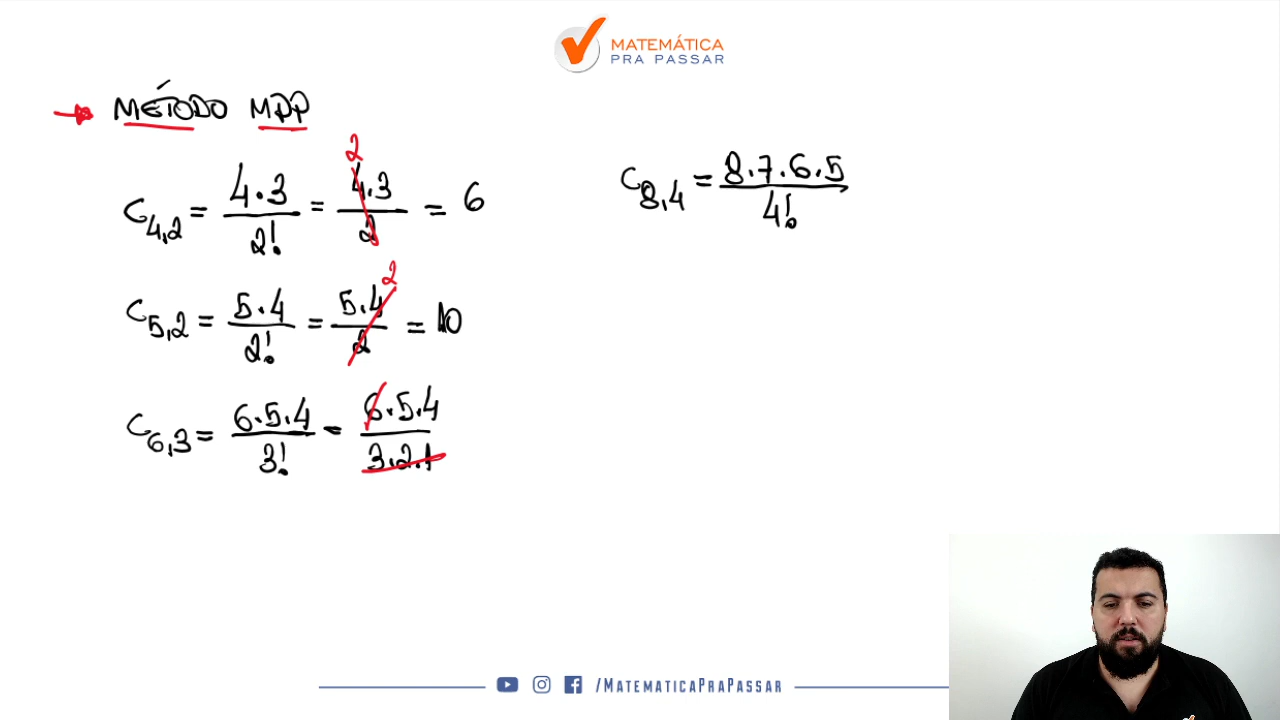 MATEMÁTICA
PRA PASSAR
MÉTODO MPP
C4,2 = 4.3/2! = 4.3/2 = 6
2
C5,2 = 5.4/2! = 5.4/2 = 10
2
C6,3 = 6.5.4/3! = 6.5.4/3.2.1
C8,4 = 8.7.6.5/4!
/MATEMATICAPRAPASSAR